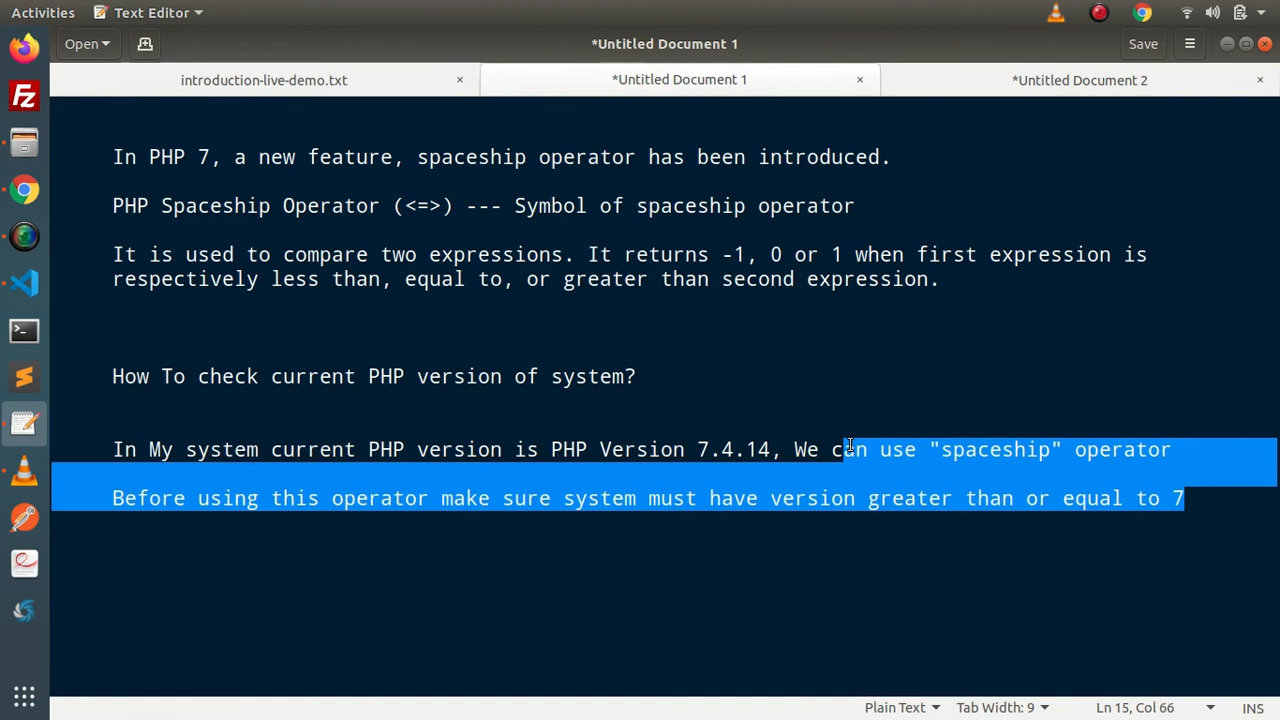 Activities Text Editor
Open *Untitled Document 1 Save
introduction-live-demo.txt × *Untitled Document 1 × *Untitled Document 2 ×
In PHP 7, a new feature, spaceship operator has been introduced.
PHP Spaceship Operator (<=>) --- Symbol of spaceship operator
It is used to compare two expressions. It returns -1, 0 or 1 when first expression is
respectively less than, equal to, or greater than second expression.
How To check current PHP version of system?
In My system current PHP version is PHP Version 7.4.14, We can use "spaceship" operator
Before using this operator make sure system must have version greater than or equal to 7
Plain Text Tab Width: 9 Ln 15, Col 66 INS